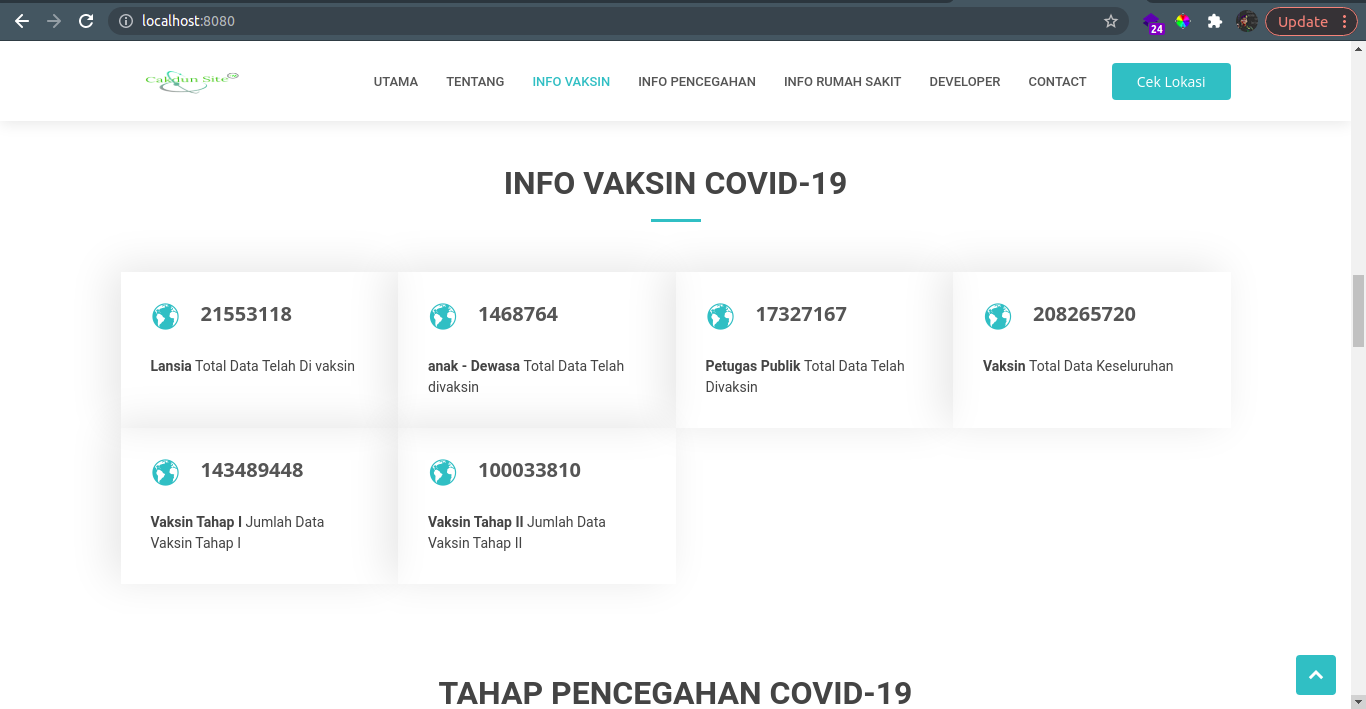 localhost:8080
24
Update
Cakdun Site
UTAMA
TENTANG
INFO VAKSIN
INFO PENCEGAHAN
INFO RUMAH SAKIT
DEVELOPER
CONTACT
Cek Lokasi
INFO VAKSIN COVID-19
21553118
Lansia Total Data Telah Di vaksin
1468764
anak - Dewasa Total Data Telah
divaksin
17327167
Petugas Publik Total Data Telah
Divaksin
208265720
Vaksin Total Data Keseluruhan
143489448
Vaksin Tahap I Jumlah Data
Vaksin Tahap I
100033810
Vaksin Tahap II Jumlah Data
Vaksin Tahap II
TAHAP PENCEGAHAN COVID-19